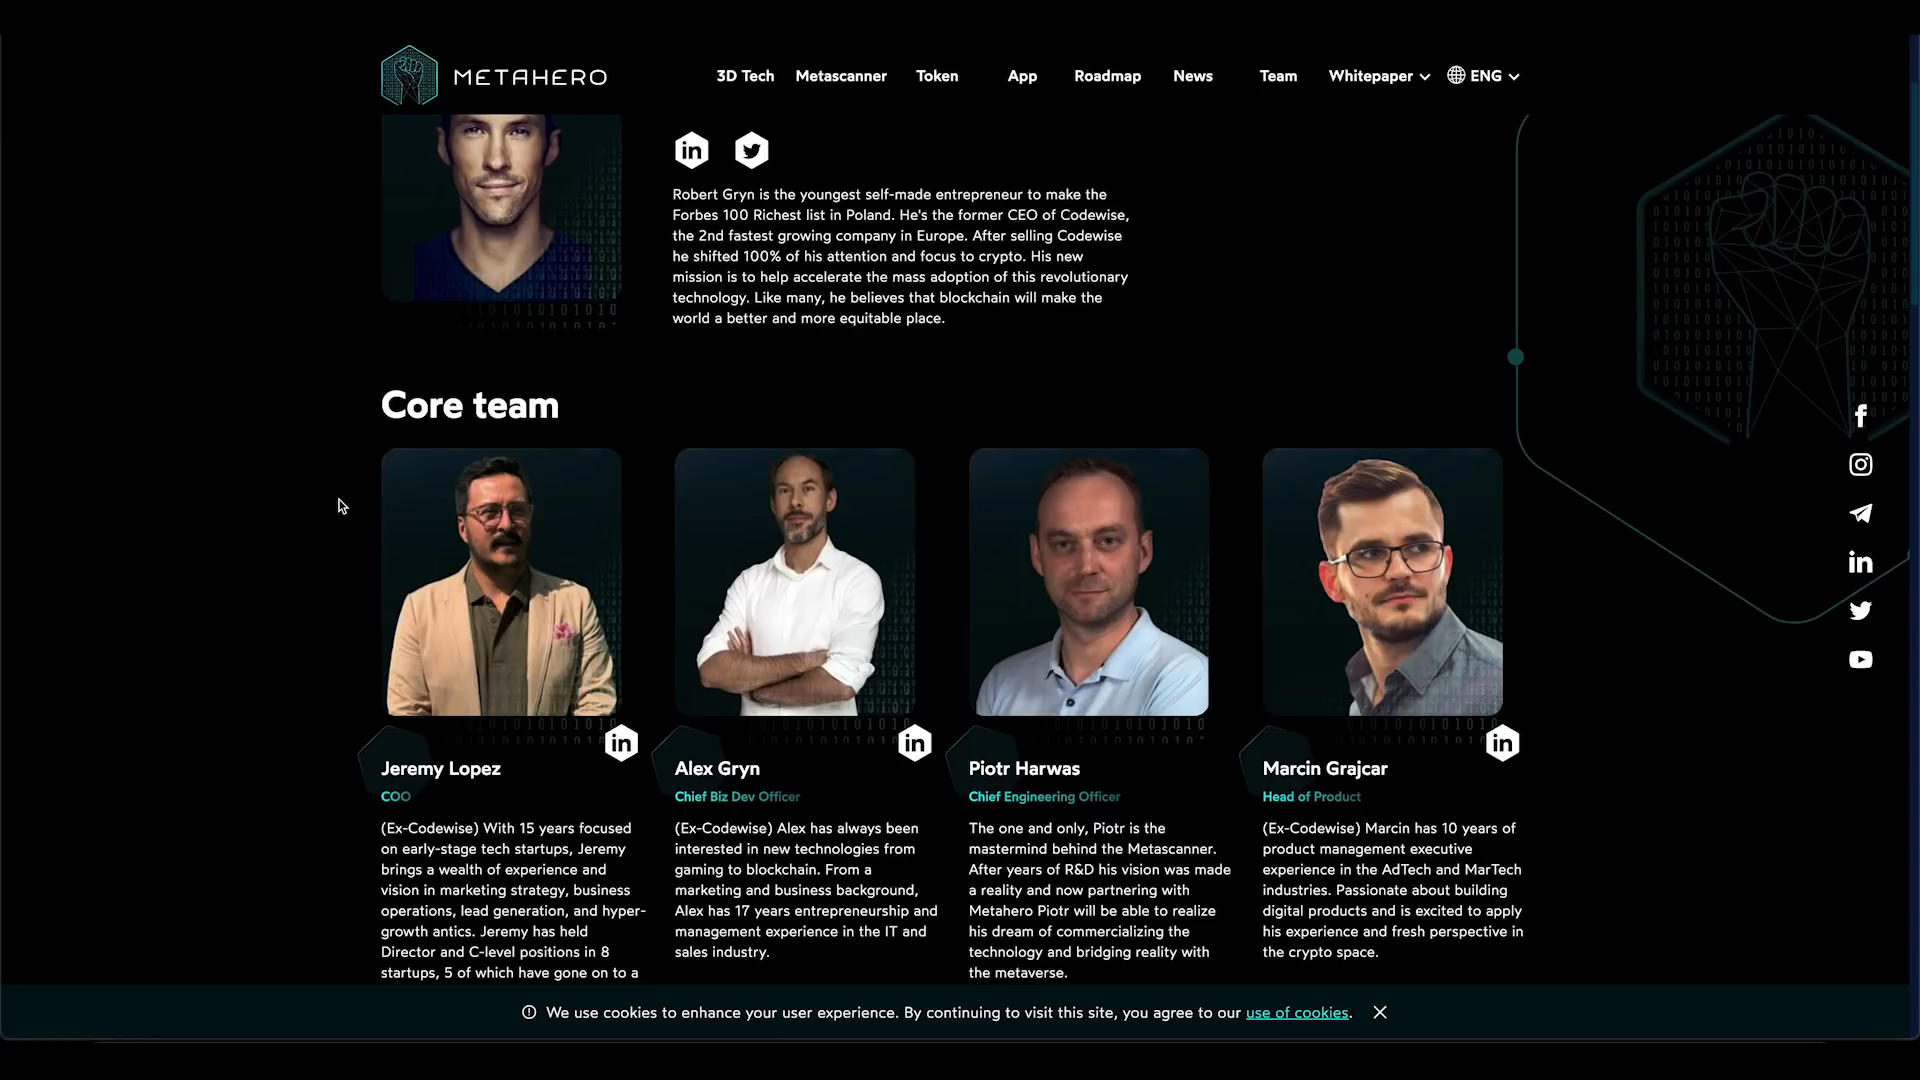 METAHERO
3D Tech
Metascanner
Token
App
Roadmap
News
Team
Whitepaper
ENG
Robert Gryn is the youngest self-made entrepreneur to make the
Forbes 100 Richest list in Poland. He's the former CEO of Codewise,
the 2nd fastest growing company in Europe. After selling Codewise
he shifted 100% of his attention and focus to crypto. His new
mission is to help accelerate the mass adoption of this revolutionary
technology. Like many, he believes that blockchain will make the
world a better and more equitable place.
Core team
Jeremy Lopez
COO
(Ex-Codewise) With 15 years focused
on early-stage tech startups, Jeremy
brings a wealth of experience and
vision in marketing strategy, business
operations, lead generation, and hyper-
growth antics. Jeremy has held
Director and C-level positions in 8
startups, 5 of which have gone on to a
Alex Gryn
Chief Biz Dev Officer
(Ex-Codewise) Alex has always been
interested in new technologies from
gaming to blockchain. From a
marketing and business background,
Alex has 17 years entrepreneurship and
management experience in the IT and
sales industry.
Piotr Harwas
Chief Engineering Officer
The one and only, Piotr is the
mastermind behind the Metascanner.
After years of R&D his vision was made
a reality and now partnering with
Metahero Piotr will be able to realize
his dream of commercializing the
technology and bridging reality with
the metaverse.
Marcin Grajcar
Head of Product
(Ex-Codewise) Marcin has 10 years of
product management executive
experience in the AdTech and MarTech
industries. Passionate about building
digital products and is excited to apply
his experience and fresh perspective in
the crypto space.
We use cookies to enhance your user experience. By continuing to visit this site, you agree to our use of cookies.